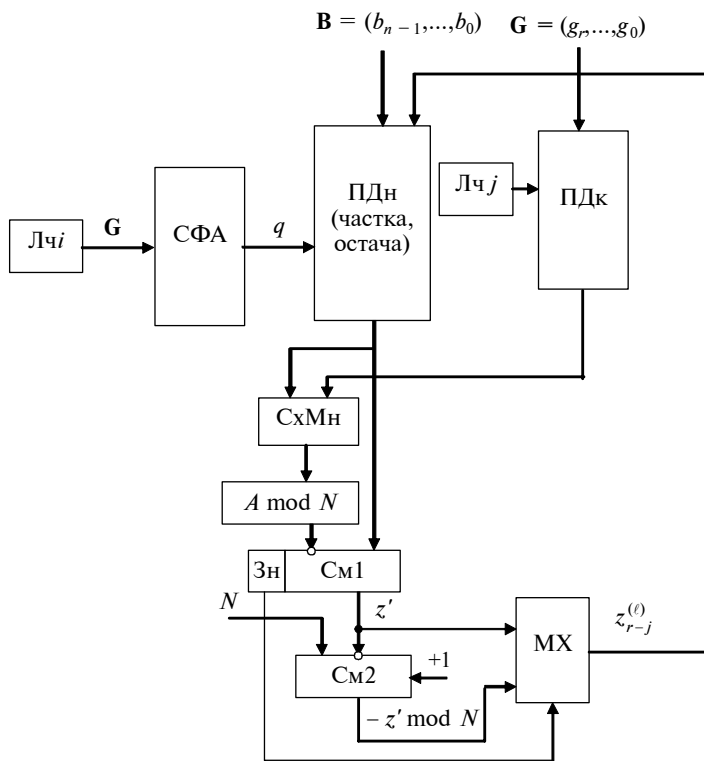 B = (b_{n – 1},...,b_0)
G = (g_r,...,g_0)
Лчi
G
СФА
q
ПДн
(частка,
остача)
Лч j
ПДк
СхМн
A mod N
Зн
См1
N
z'
См2
+1
– z' mod N
МХ
z_{r–j}^{(ℓ)}